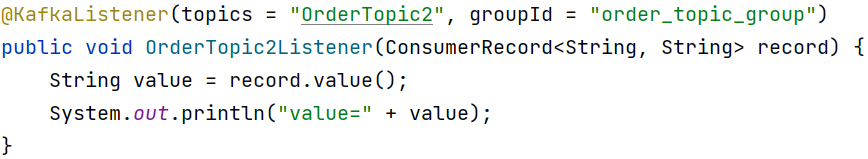 @KafkaListener(topics = "OrderTopic2", groupId = "order_topic_group")
public void OrderTopic2Listener(ConsumerRecord<String, String> record) {
    String value = record.value();
    System.out.println("value=" + value);
}